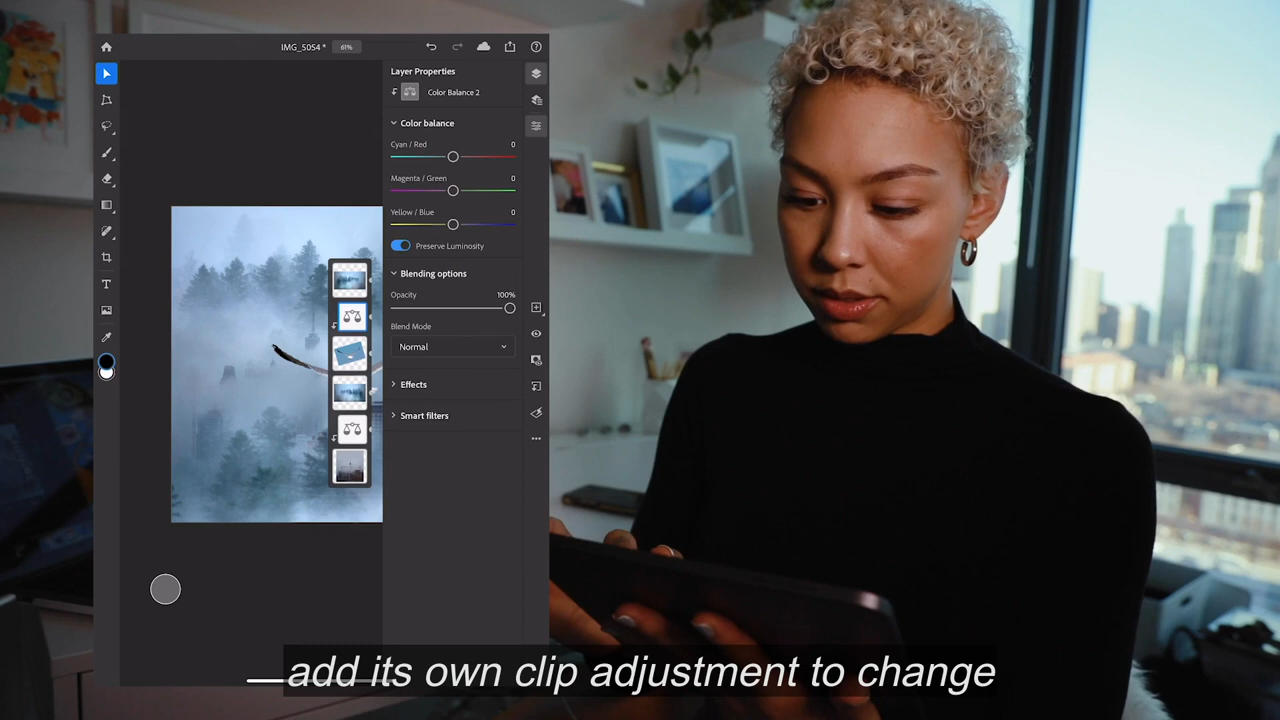 IMG_5054 *
61%
Layer Properties
Color Balance 2
Color balance
Cyan / Red 0
Magenta / Green 0
Yellow / Blue 0
Preserve Luminosity
Blending options
Opacity 100%
Blend Mode
Normal
Effects
Smart filters
add its own clip adjustment to change